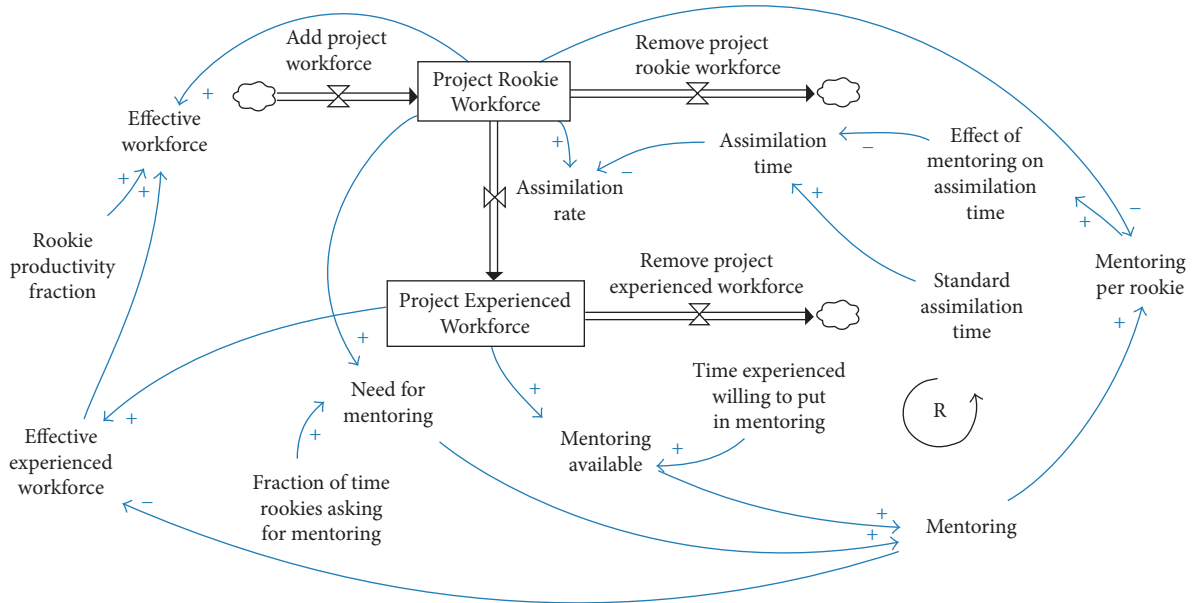 Add project
workforce
Remove project
rookie workforce
Project Rookie
Workforce
+
Effective
workforce
+
Assimilation
time
–
Effect of
mentoring on
assimilation
time
+
+
–
Assimilation
rate
+
–
+
Rookie
productivity
fraction
Mentoring
per rookie
Remove project
experienced workforce
Standard
assimilation
time
Project Experienced
Workforce
+
+
+
Need for
mentoring
Time experienced
willing to put
in mentoring
R
+
+
Effective
experienced
workforce
+
Mentoring
available
+
Fraction of time
rookies asking
for mentoring
–
+
+
Mentoring